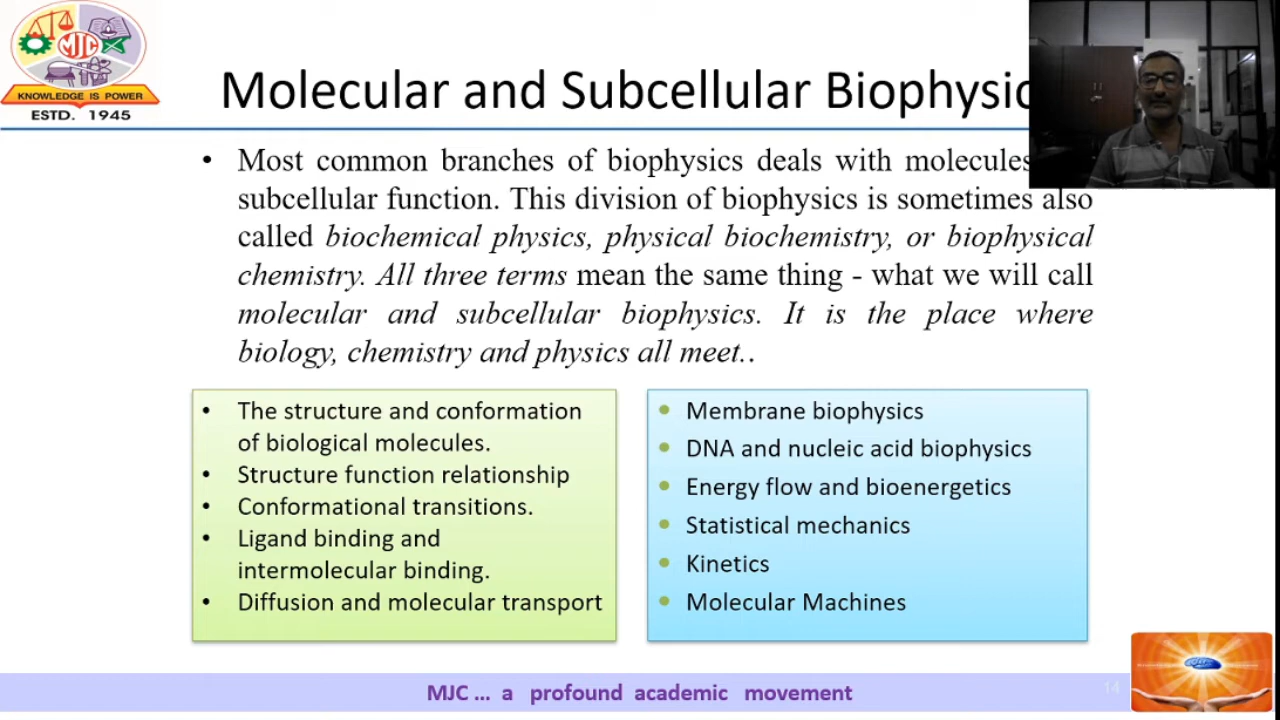 MJC
KNOWLEDGE IS POWER
ESTD. 1945
Molecular and Subcellular Biophysic
• Most common branches of biophysics deals with molecules
subcellular function. This division of biophysics is sometimes also
called biochemical physics, physical biochemistry, or biophysical
chemistry. All three terms mean the same thing - what we will call
molecular and subcellular biophysics. It is the place where
biology, chemistry and physics all meet..
• The structure and conformation
of biological molecules.
• Structure function relationship
• Conformational transitions.
• Ligand binding and
intermolecular binding.
• Diffusion and molecular transport
• Membrane biophysics
• DNA and nucleic acid biophysics
• Energy flow and bioenergetics
• Statistical mechanics
• Kinetics
• Molecular Machines
MJC ... a profound academic movement
14